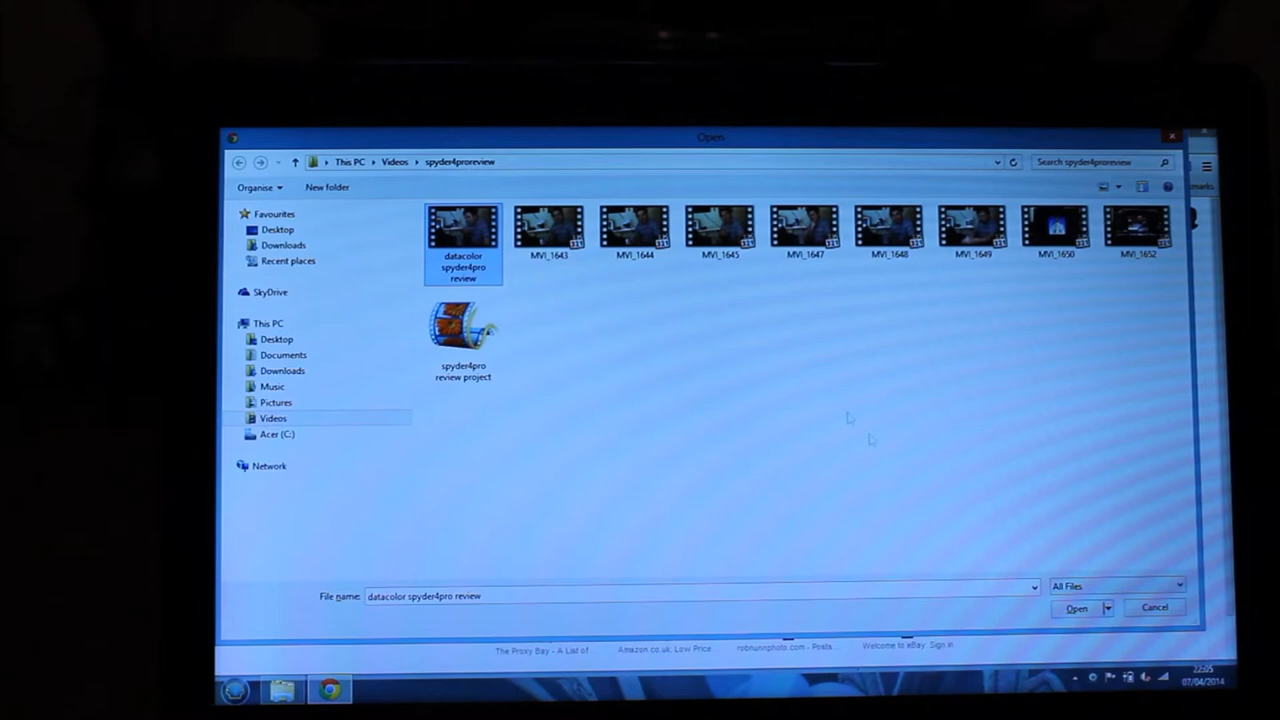 Open
This PC
Videos
spyder4proreview
Search spyder4proreview
Organise
New folder
Favourites
Desktop
Downloads
Recent places
SkyDrive
This PC
Desktop
Documents
Downloads
Music
Pictures
Videos
Acer (C:)
Network
datacolor
spyder4pro
review
MVI_1643
MVI_1644
MVI_1645
MVI_1647
MVI_1648
MVI_1649
MVI_1650
MVI_1652
spyder4pro
review project
File name:
datacolor spyder4pro review
All Files
Open
Cancel
The Proxy Bay - A List of...
Amazon.co.uk: Low Price...
robnunnphoto.com - Posta...
Welcome to eBay: Sign in
22:05
07/04/2014